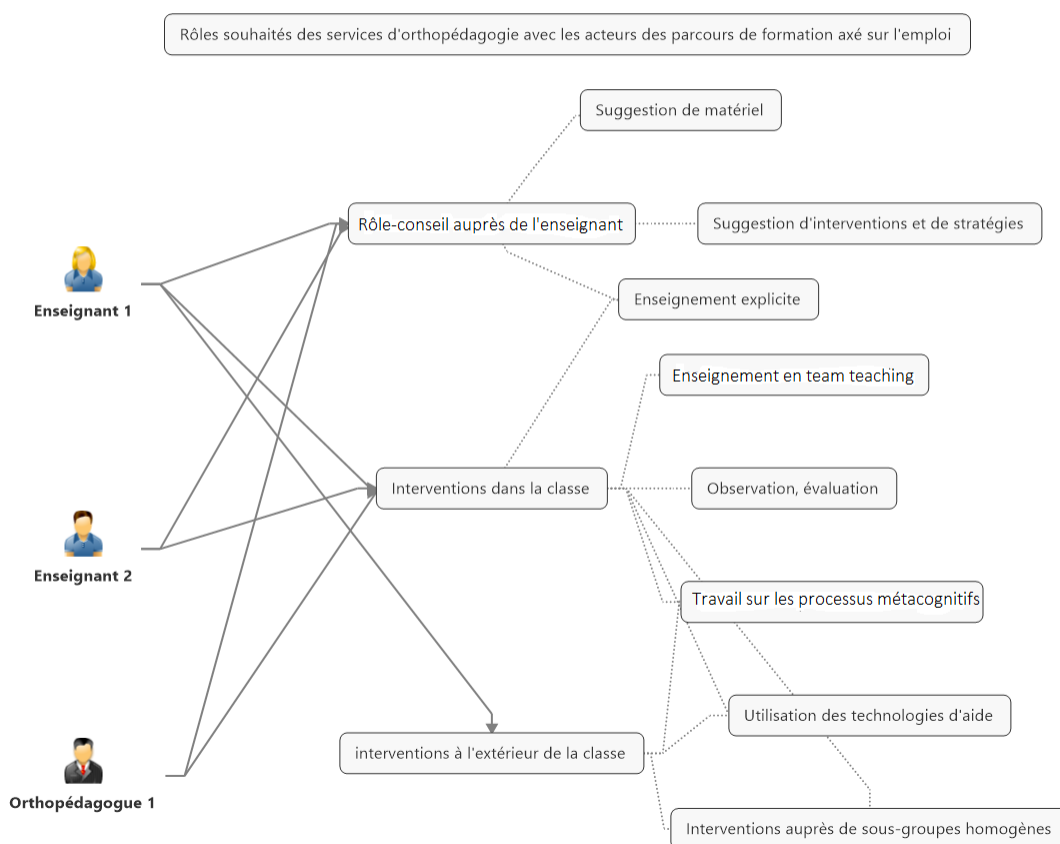 Rôles souhaités des services d'orthopédagogie avec les acteurs des parcours de formation axé sur l'emploi
Suggestion de matériel
Rôle-conseil auprès de l'enseignant
Suggestion d'interventions et de stratégies
Enseignant 1
Enseignement explicite
Enseignement en team teaching
Interventions dans la classe
Observation, évaluation
Enseignant 2
Travail sur les processus métacognitifs
Utilisation des technologies d'aide
interventions à l'extérieur de la classe
Orthopédagogue 1
Interventions auprès de sous-groupes homogènes